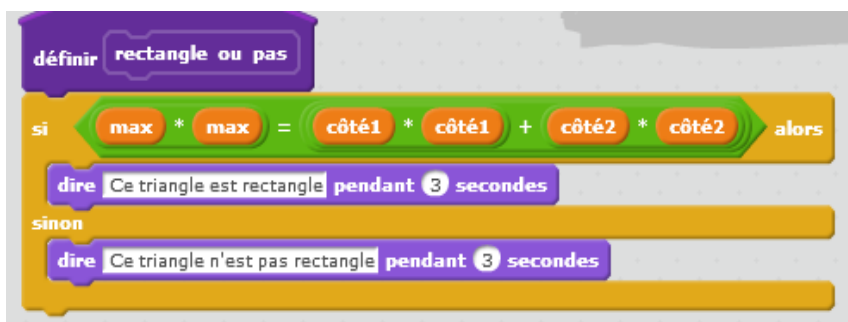 définir rectangle ou pas
si max * max = côté1 * côté1 + côté2 * côté2 alors
dire Ce triangle est rectangle pendant 3 secondes
sinon
dire Ce triangle n'est pas rectangle pendant 3 secondes